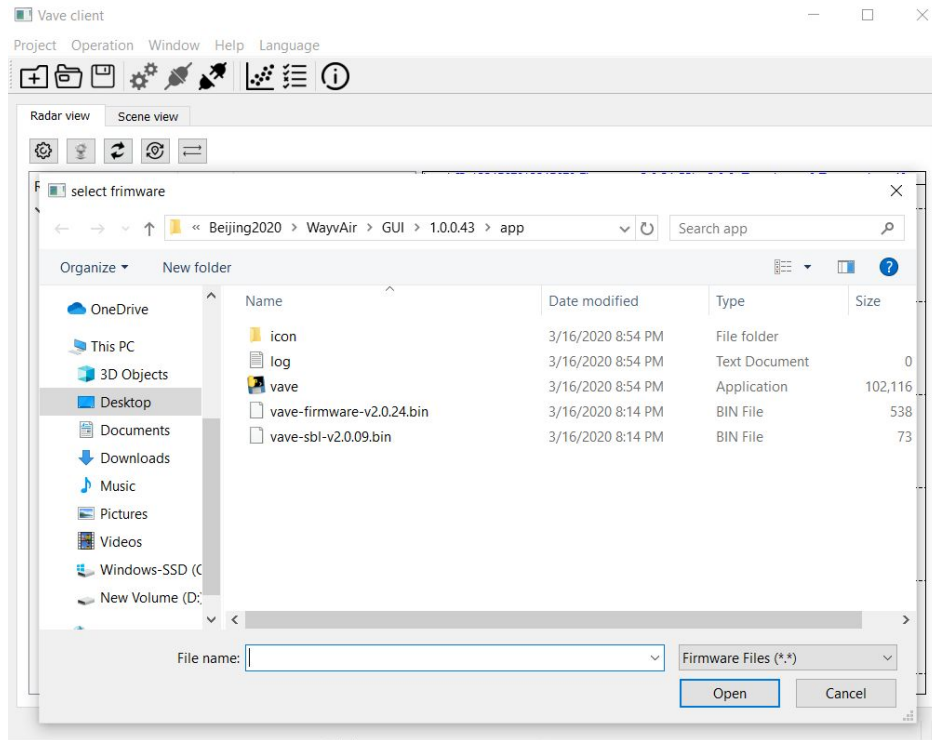 Vave client
Project Operation Window Help Language
Radar view Scene view
select frimware
« Beijing2020 > WayvAir > GUI > 1.0.0.43 > app
Search app
Organize New folder
Name Date modified Type Size
OneDrive
This PC
3D Objects
Desktop
Documents
Downloads
Music
Pictures
Videos
Windows-SSD (C
New Volume (D:
icon 3/16/2020 8:54 PM File folder
log 3/16/2020 8:54 PM Text Document 0
vave 3/16/2020 8:54 PM Application 102,116
vave-firmware-v2.0.24.bin 3/16/2020 8:14 PM BIN File 538
vave-sbl-v2.0.09.bin 3/16/2020 8:14 PM BIN File 73
File name:
Firmware Files (*.*)
Open Cancel